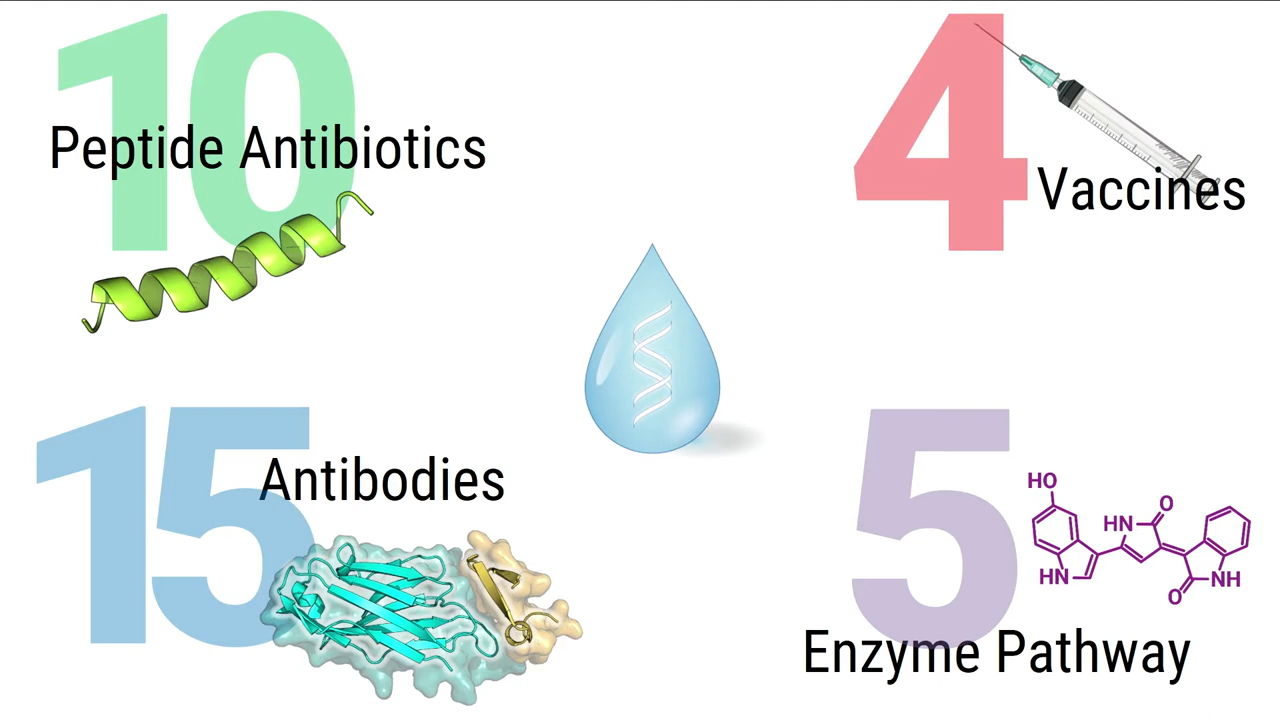 10
Peptide Antibiotics
4
Vaccines
15
Antibodies
5
Enzyme Pathway
HO
HN
O
HN
O
NH